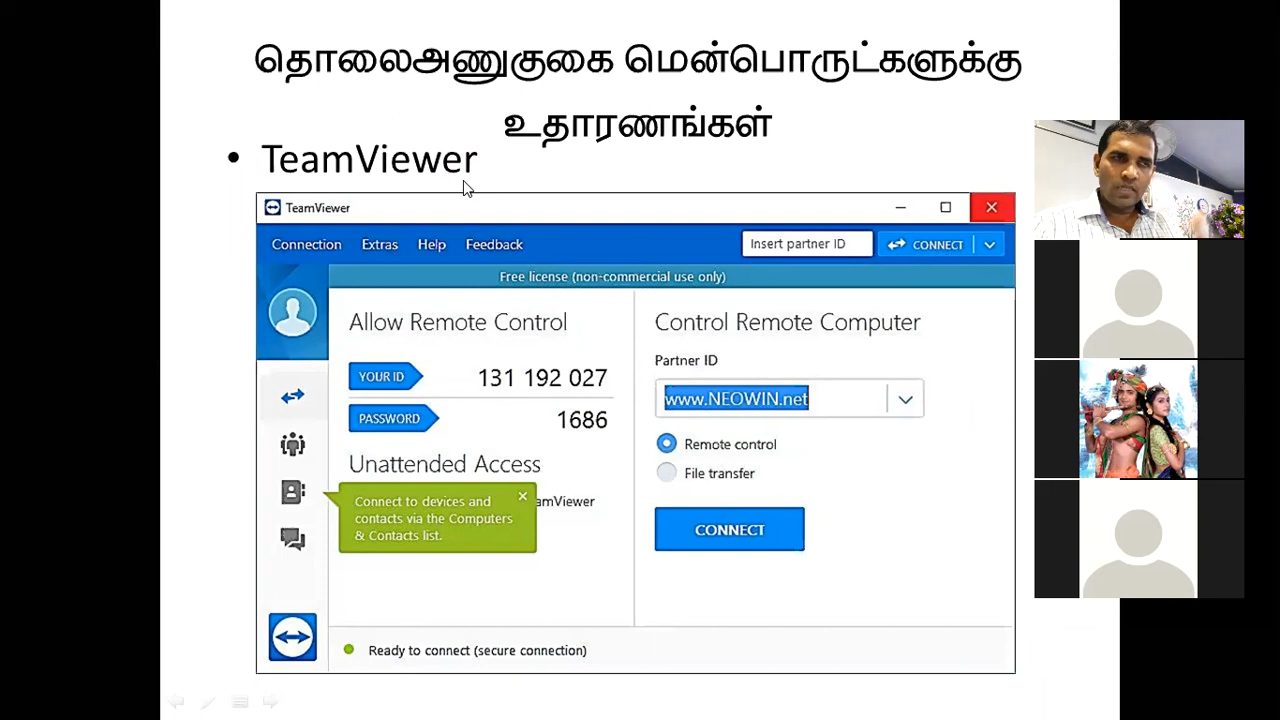 தொலைஅணுகுகை மென்பொருட்களுக்கு
உதாரணங்கள்
• TeamViewer
TeamViewer
Connection Extras Help Feedback Insert partner ID CONNECT
Free license (non-commercial use only)
Allow Remote Control
YOUR ID 131 192 027
PASSWORD 1686
Unattended Access
amViewer
Connect to devices and
contacts via the Computers
& Contacts list.
Control Remote Computer
Partner ID
www.NEOWIN.net
Remote control
File transfer
CONNECT
Ready to connect (secure connection)